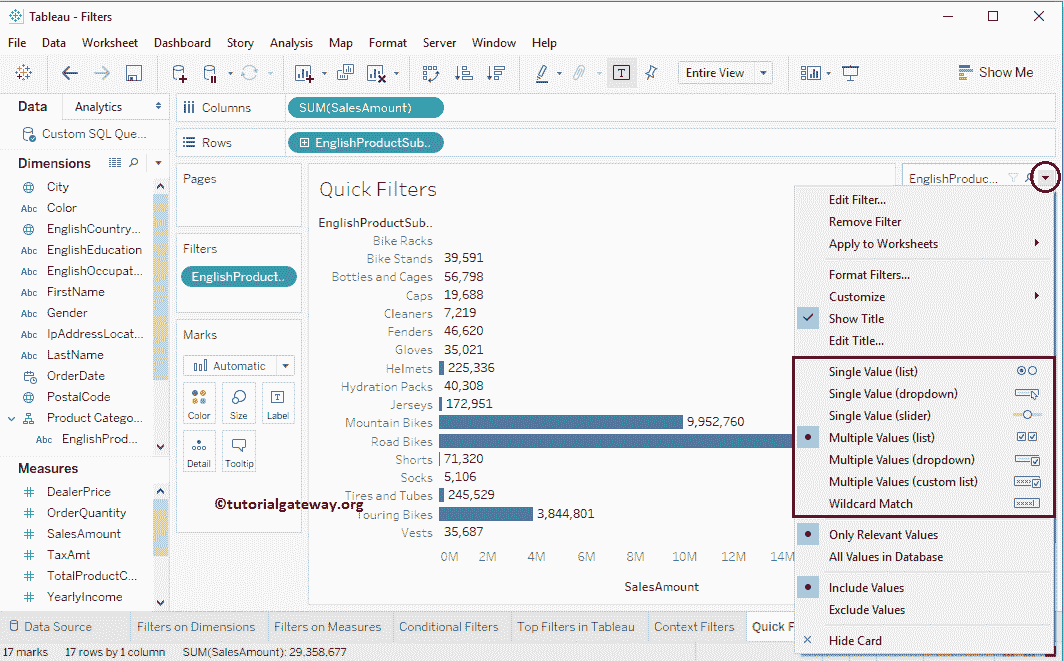 Tableau - Filters
File Data Worksheet Dashboard Story Analysis Map Format Server Window Help
Entire View
Show Me
Data Analytics
Custom SQL Que...
Dimensions
City
Abc Color
EnglishCountry...
Abc EnglishEducation
Abc EnglishOccupat...
Abc FirstName
Abc Gender
Abc IpAddressLocat...
Abc LastName
OrderDate
PostalCode
Product Catego...
Abc EnglishProd...
Measures
DealerPrice
OrderQuantity
SalesAmount
TaxAmt
TotalProductC...
YearlyIncome
Columns
SUM(SalesAmount)
Rows
EnglishProductSub..
Pages
Filters
EnglishProduct..
Marks
Automatic
Color Size Label
Detail Tooltip
Quick Filters
EnglishProductSub..
Bike Racks
Bike Stands 39,591
Bottles and Cages 56,798
Caps 19,688
Cleaners 7,219
Fenders 46,620
Gloves 35,021
Helmets 225,336
Hydration Packs 40,308
Jerseys 172,951
Mountain Bikes 9,952,760
Road Bikes
Shorts 71,320
Socks 5,106
Tires and Tubes 245,529
Touring Bikes 3,844,801
Vests 35,687
0M 2M 4M 6M 8M 10M 12M 14M
SalesAmount
©tutorialgateway.org
EnglishProduc...
Edit Filter...
Remove Filter
Apply to Worksheets
Format Filters...
Customize
Show Title
Edit Title...
Single Value (list)
Single Value (dropdown)
Single Value (slider)
Multiple Values (list)
Multiple Values (dropdown)
Multiple Values (custom list)
Wildcard Match
Only Relevant Values
All Values in Database
Include Values
Exclude Values
Hide Card
Data Source Filters on Dimensions Filters on Measures Conditional Filters Top Filters in Tableau Context Filters Quick F
17 marks 17 rows by 1 column SUM(SalesAmount): 29,358,677